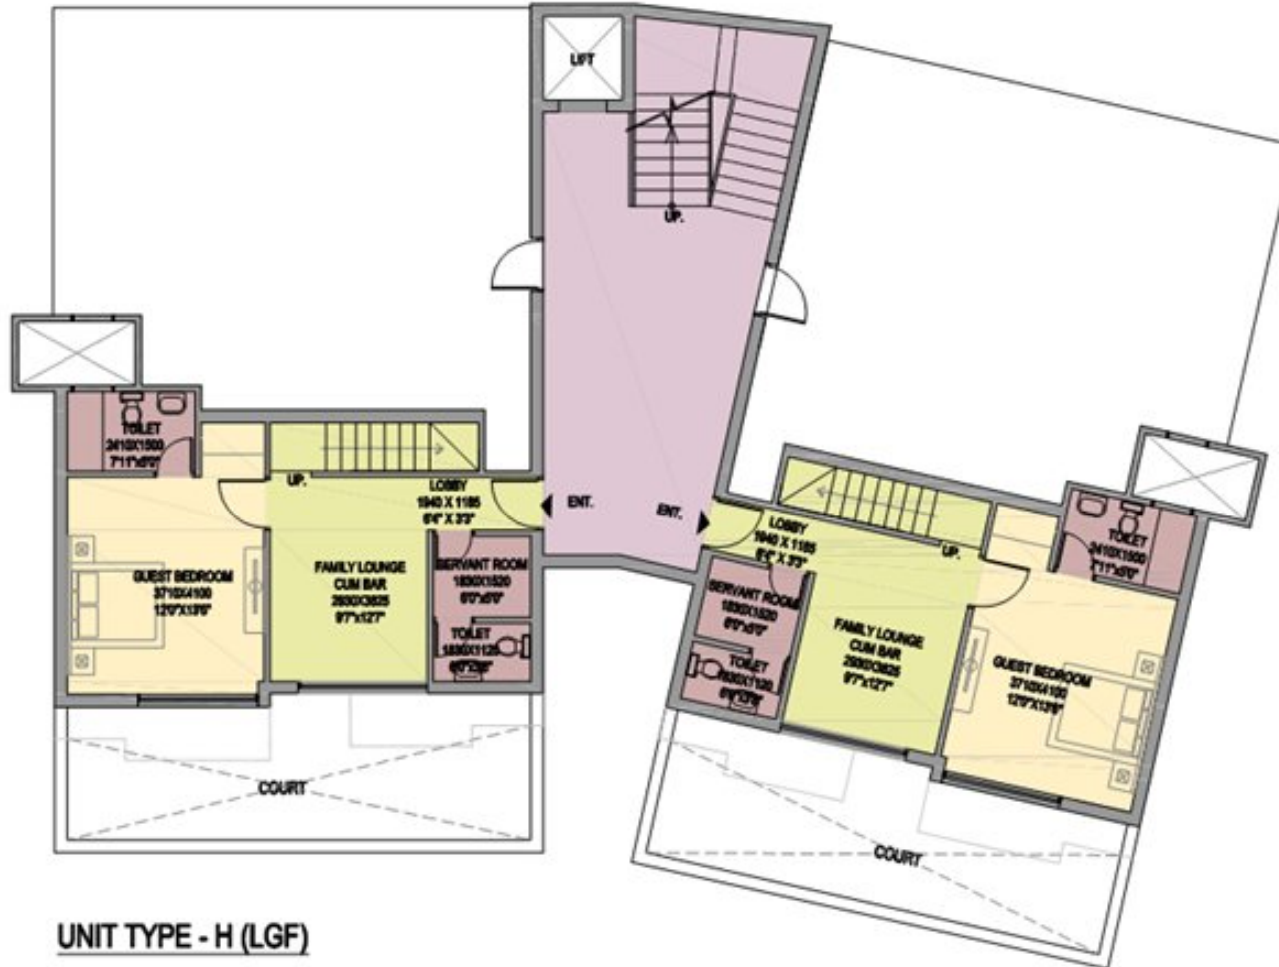 LIFT
UP.
TOILET
2410X1500
7'11"x5'0"
UP.
LOBBY
1940 X 1185
6'4" X 3'3"
ENT.
GUEST BEDROOM
3710X4100
12'0"X13'6"
FAMILY LOUNGE
CUM BAR
2930X3825
9'7"x12'7"
SERVANT ROOM
1830X1520
6'0"x5'0"
TOILET
1830X1120
COURT
ENT.
LOBBY
1940 X 1185
6'4" X 3'3"
UP.
TOILET
2410X1500
7'11"x5'0"
SERVANT ROOM
1830X1520
6'0"x5'0"
TOILET
1830X1120
FAMILY LOUNGE
CUM BAR
2930X3825
9'7"x12'7"
GUEST BEDROOM
3710X4100
12'0"X13'6"
COURT
UNIT TYPE - H (LGF)